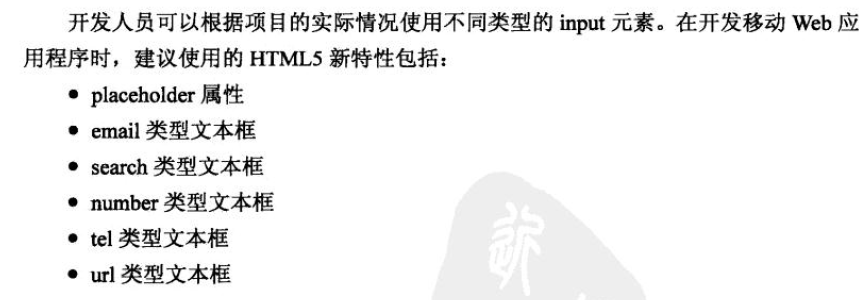 开发人员可以根据项目的实际情况使用不同类型的 input 元素。在开发移动 Web 应
用程序时，建议使用的 HTML5 新特性包括：
● placeholder 属性
● email 类型文本框
● search 类型文本框
● number 类型文本框
● tel 类型文本框
● url 类型文本框